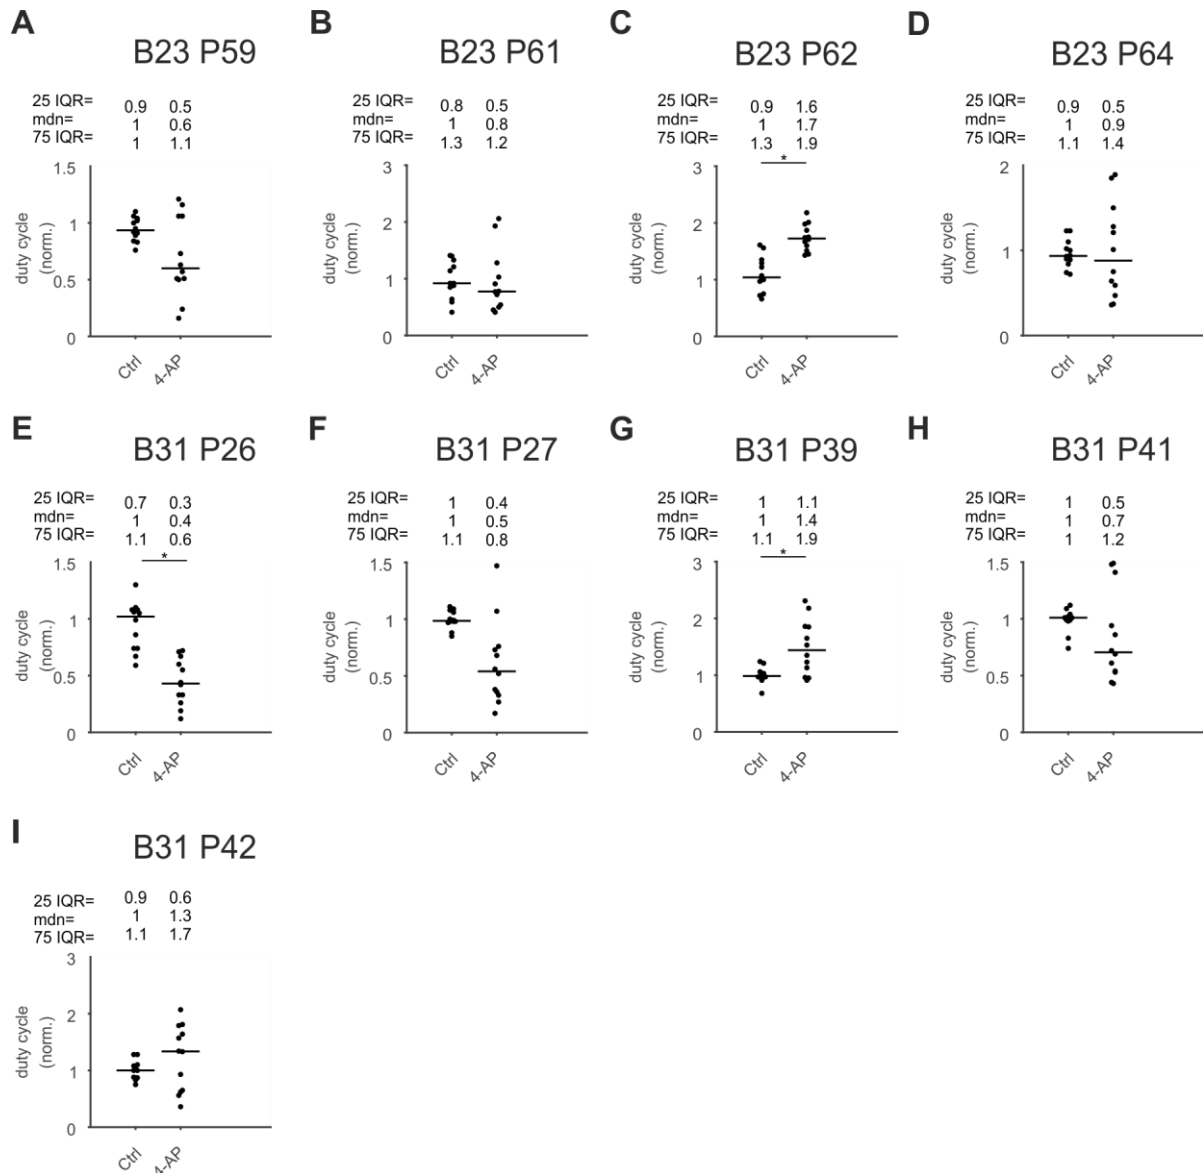 A
B23 P59
25 IQR= 0.9 0.5
mdn= 1 0.6
75 IQR= 1 1.1
1.5
1
0.5
0
duty cycle
(norm.)
Ctrl
4-AP
B
B23 P61
25 IQR= 0.8 0.5
mdn= 1 0.8
75 IQR= 1.3 1.2
3
2
1
0
duty cycle
(norm.)
Ctrl
4-AP
C
B23 P62
25 IQR= 0.9 1.6
mdn= 1 1.7
75 IQR= 1.3 1.9
*
3
2
1
0
duty cycle
(norm.)
Ctrl
4-AP
D
B23 P64
25 IQR= 0.9 0.5
mdn= 1 0.9
75 IQR= 1.1 1.4
2
1
0
duty cycle
(norm.)
Ctrl
4-AP
E
B31 P26
25 IQR= 0.7 0.3
mdn= 1 0.4
75 IQR= 1.1 0.6
*
1.5
1
0.5
0
duty cycle
(norm.)
Ctrl
4-AP
F
B31 P27
25 IQR= 1 0.4
mdn= 1 0.5
75 IQR= 1.1 0.8
1.5
1
0.5
0
duty cycle
(norm.)
Ctrl
4-AP
G
B31 P39
25 IQR= 1 1.1
mdn= 1 1.4
75 IQR= 1.1 1.9
*
3
2
1
0
duty cycle
(norm.)
Ctrl
4-AP
H
B31 P41
25 IQR= 1 0.5
mdn= 1 0.7
75 IQR= 1 1.2
1.5
1
0.5
0
duty cycle
(norm.)
Ctrl
4-AP
I
B31 P42
25 IQR= 0.9 0.6
mdn= 1 1.3
75 IQR= 1.1 1.7
3
2
1
0
duty cycle
(norm.)
Ctrl
4-AP